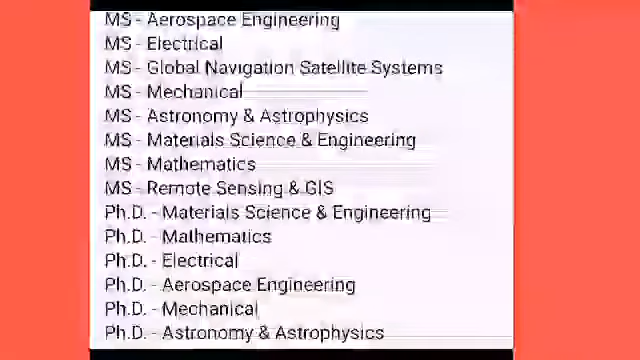 MS - Aerospace Engineering
MS - Electrical
MS - Global Navigation Satellite Systems
MS - Mechanical
MS - Astronomy & Astrophysics
MS - Materials Science & Engineering
MS - Mathematics
MS - Remote Sensing & GIS
Ph.D. - Materials Science & Engineering
Ph.D. - Mathematics
Ph.D. - Electrical
Ph.D. - Aerospace Engineering
Ph.D. - Mechanical
Ph.D. - Astronomy & Astrophysics